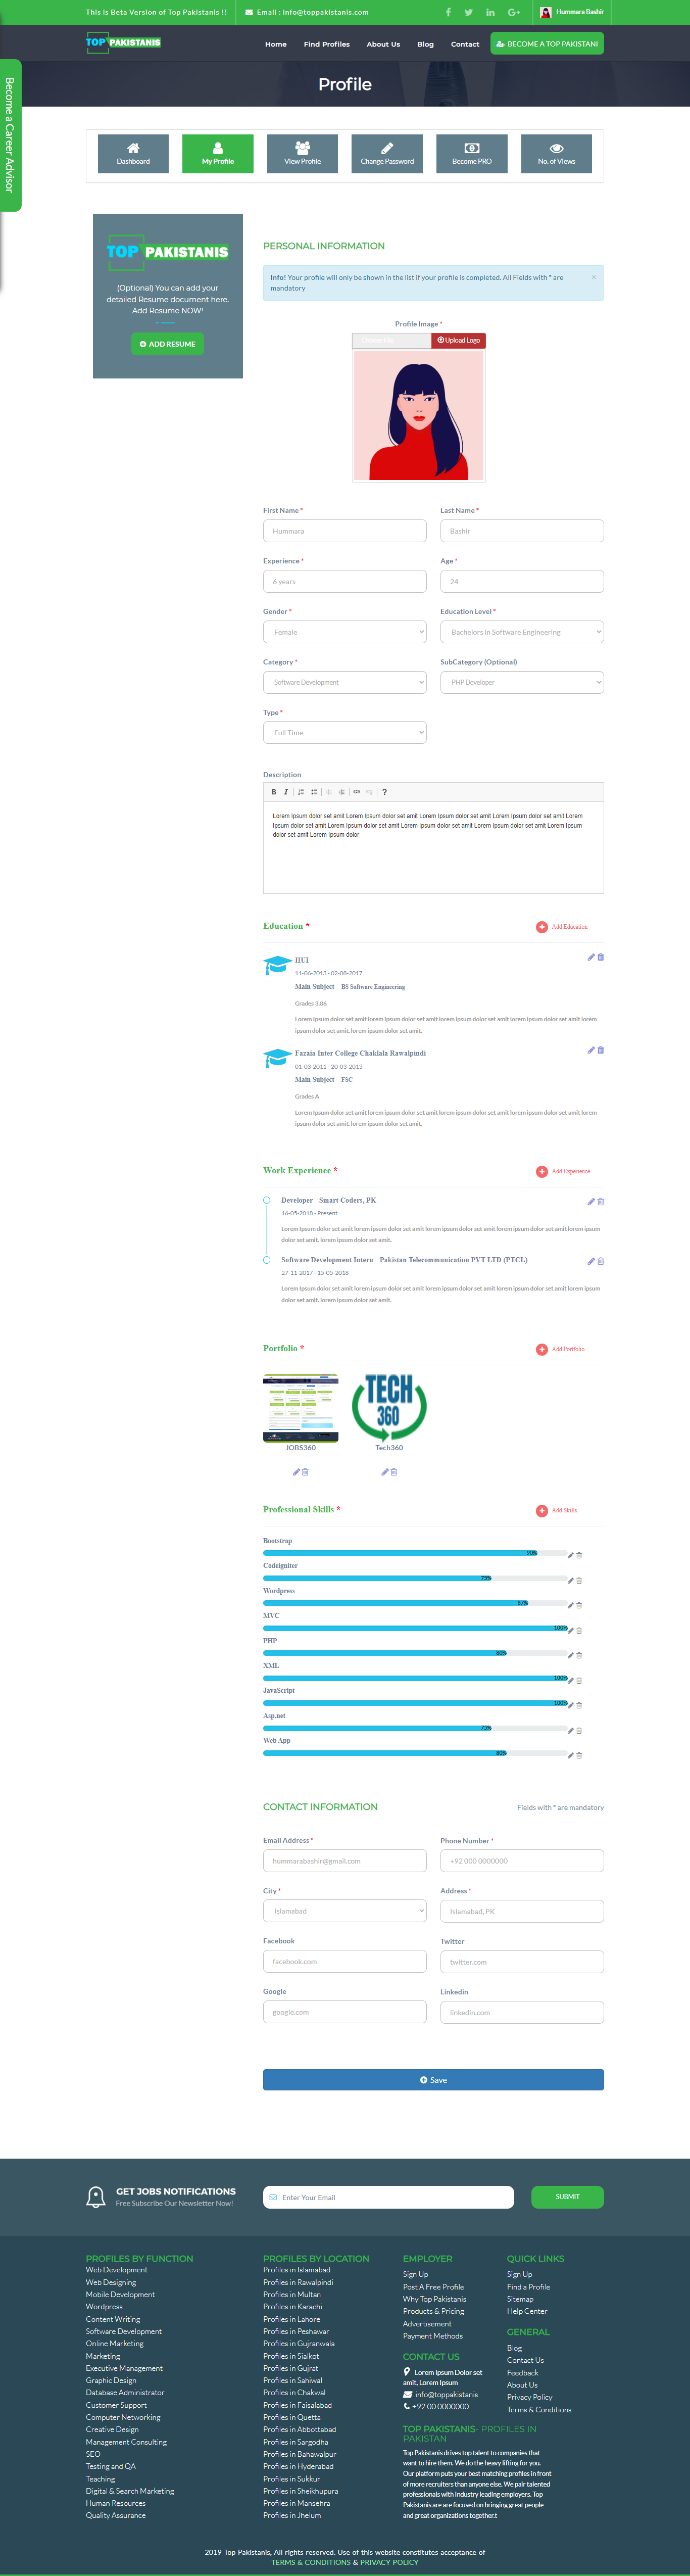 This is Beta Version of Top Pakistanis !!
Email : info@toppakistanis.com
Hummara Bashir
TOP PAKISTANIS
Home
Find Profiles
About Us
Blog
Contact
BECOME A TOP PAKISTANI
Profile
Become a Career Advisor
Dashboard
My Profile
View Profile
Change Password
Become PRO
No. of Views
TOP PAKISTANIS
(Optional) You can add your
detailed Resume document here.
Add Resume NOW!
ADD RESUME
PERSONAL INFORMATION
Info! Your profile will only be shown in the list if your profile is completed. All Fields with * are
mandatory
×
Profile Image *
Choose File
Upload Logo
First Name *
Last Name *
Hummara
Bashir
Experience *
Age *
6 years
24
Gender *
Education Level *
Female
Bachelors in Software Engineering
Category *
SubCategory (Optional)
Software Development
PHP Developer
Type *
Full Time
Description
B I ?
Lorem ipsum dolor set amit Lorem ipsum dolor set amit Lorem ipsum dolor set amit Lorem ipsum dolor set amit Lorem
ipsum dolor set amit Lorem ipsum dolor set amit Lorem ipsum dolor set amit Lorem ipsum dolor set amit Lorem ipsum
dolor set amit Lorem ipsum dolor
Education *
Add Education
IIUI
11-06-2013 - 02-08-2017
Main Subject BS Software Engineering
Grades 3.86
Lorem ipsum dolor set amit lorem ipsum dolor set amit lorem ipsum dolor set amit lorem ipsum dolor set amit lorem
ipsum dolor set amit. lorem ipsum dolor set amit.
Fazaia Inter College Chaklala Rawalpindi
01-03-2011 - 20-03-2013
Main Subject FSC
Grades A
Lorem ipsum dolor set amit lorem ipsum dolor set amit lorem ipsum dolor set amit lorem ipsum dolor set amit lorem
ipsum dolor set amit. lorem ipsum dolor set amit.
Work Experience *
Add Experience
Developer Smart Coders, PK
16-05-2018 - Present
Lorem ipsum dolor set amit lorem ipsum dolor set amit lorem ipsum dolor set amit lorem ipsum dolor set amit lorem ipsum
dolor set amit. lorem ipsum dolor set amit.
Software Development Intern Pakistan Telecommunication PVT LTD (PTCL)
27-11-2017 - 15-05-2018
Lorem ipsum dolor set amit lorem ipsum dolor set amit lorem ipsum dolor set amit lorem ipsum dolor set amit lorem ipsum
dolor set amit. lorem ipsum dolor set amit.
Portfolio *
Add Portfolio
TECH
360
JOBS360
Tech360
Professional Skills *
Add Skills
Bootstrap
90%
Codeigniter
75%
Wordpress
87%
MVC
100%
PHP
80%
XML
100%
JavaScript
100%
Asp.net
75%
Web App
80%
CONTACT INFORMATION
Fields with * are mandatory
Email Address *
Phone Number *
hummarabashir@gmail.com
+92 000 0000000
City *
Address *
Islamabad
Islamabad, PK
Facebook
Twitter
facebook.com
twitter.com
Google
Linkedin
google.com
linkedin.com
Save
GET JOBS NOTIFICATIONS
Free Subscribe Our Newsletter Now!
Enter Your Email
SUBMIT
PROFILES BY FUNCTION
Web Development
Web Designing
Mobile Development
Wordpress
Content Writing
Software Development
Online Marketing
Marketing
Executive Management
Graphic Design
Database Administrator
Customer Support
Computer Networking
Creative Design
Management Consulting
SEO
Testing and QA
Teaching
Digital & Search Marketing
Human Resources
Quality Assurance
PROFILES BY LOCATION
Profiles in Islamabad
Profiles in Rawalpindi
Profiles in Multan
Profiles in Karachi
Profiles in Lahore
Profiles in Peshawar
Profiles in Gujranwala
Profiles in Sialkot
Profiles in Gujrat
Profiles in Sahiwal
Profiles in Chakwal
Profiles in Faisalabad
Profiles in Quetta
Profiles in Abbottabad
Profiles in Sargodha
Profiles in Bahawalpur
Profiles in Hyderabad
Profiles in Sukkur
Profiles in Sheikhupura
Profiles in Mansehra
Profiles in Jhelum
EMPLOYER
Sign Up
Post A Free Profile
Why Top Pakistanis
Products & Pricing
Advertisement
Payment Methods
CONTACT US
Lorem Ipsum Dolor set
amit, Lorem Ipsum
info@toppakistanis
+92 00 0000000
QUICK LINKS
Sign Up
Find a Profile
Sitemap
Help Center
GENERAL
Blog
Contact Us
Feedback
About Us
Privacy Policy
Terms & Conditions
TOP PAKISTANIS- PROFILES IN
PAKISTAN
Top Pakistanis drives top talent to companies that
want to hire them. We do the heavy lifting for you.
Our platform puts your best matching profiles in front
of more recruiters than anyone else. We pair talented
professionals with Industry leading employers. Top
Pakistanis are are focused on bringing great people
and great organizations together.t
2019 Top Pakistanis, All rights reserved. Use of this website constitutes acceptance of
TERMS & CONDITIONS & PRIVACY POLICY